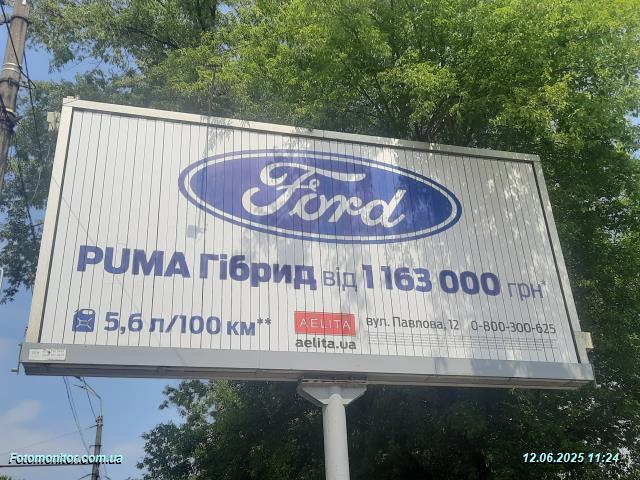 Ford
PUMA Гібрид від 1 163 000 грн*
5,6 л/100 км**
AELITA
вул. Павлова, 12 0-800-300-625
aelita.ua
Fotomonitor.com.ua
12.06.2025 11:24